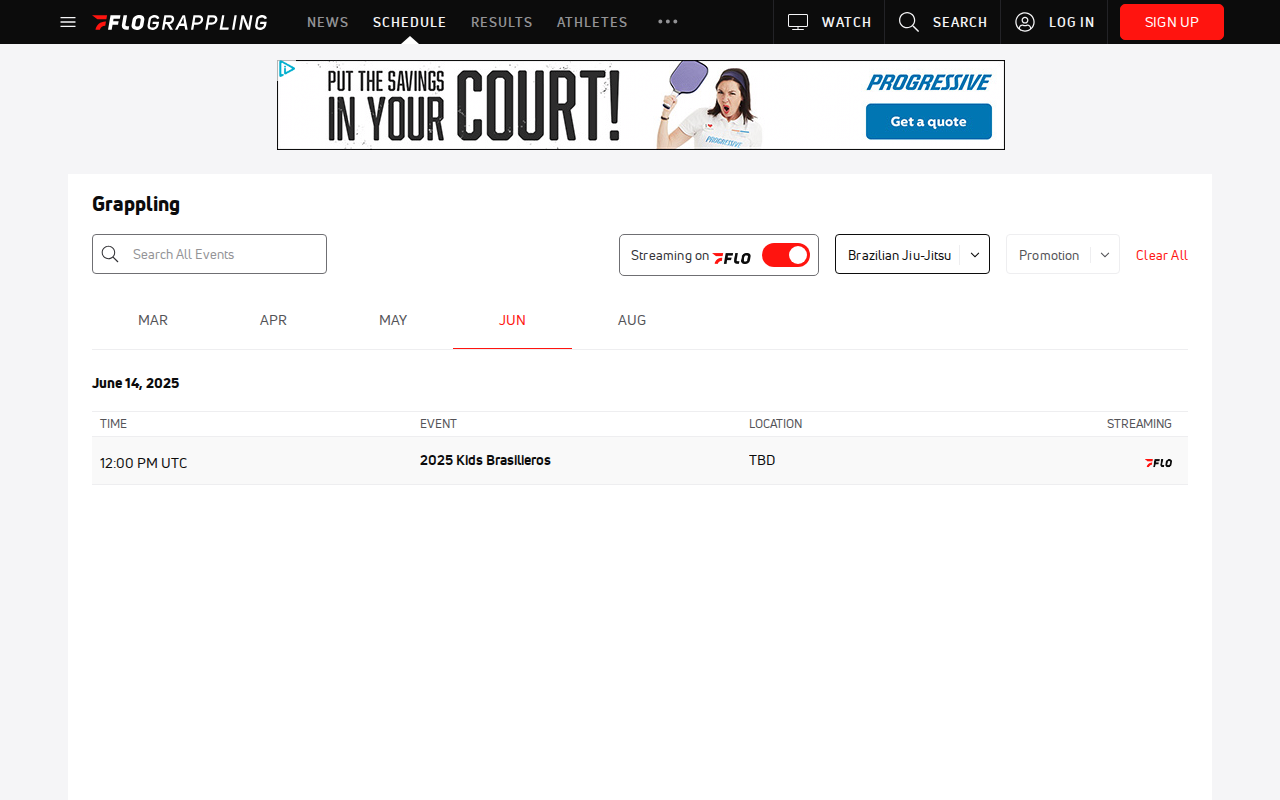 FLOGRAPPLING NEWS SCHEDULE RESULTS ATHLETES ••• WATCH SEARCH LOG IN SIGN UP
PUT THE SAVINGS
IN YOUR COURT!
PROGRESSIVE
Get a quote
PROGRESSIVE
Grappling
Search All Events Streaming on FLO Brazilian Jiu-Jitsu Promotion Clear All
MAR APR MAY JUN AUG
June 14, 2025
TIME EVENT LOCATION STREAMING
12:00 PM UTC 2025 Kids Brasilieros TBD FLO